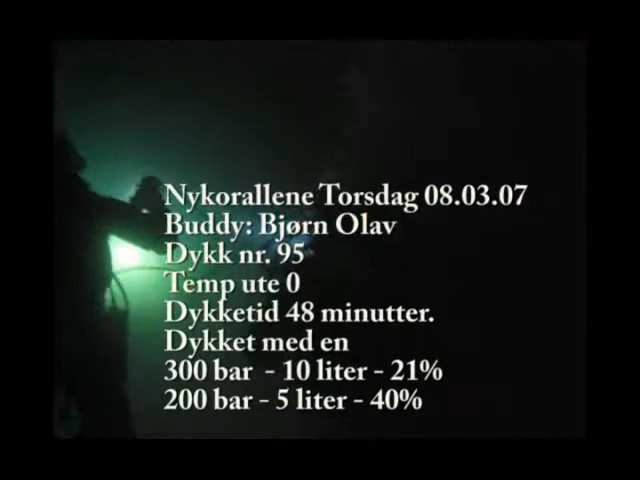 Nykorallene Torsdag 08.03.07
Buddy: Bjørn Olav
Dykk nr. 95
Temp ute 0
Dykketid 48 minutter.
Dykket med en
300 bar - 10 liter - 21%
200 bar - 5 liter - 40%